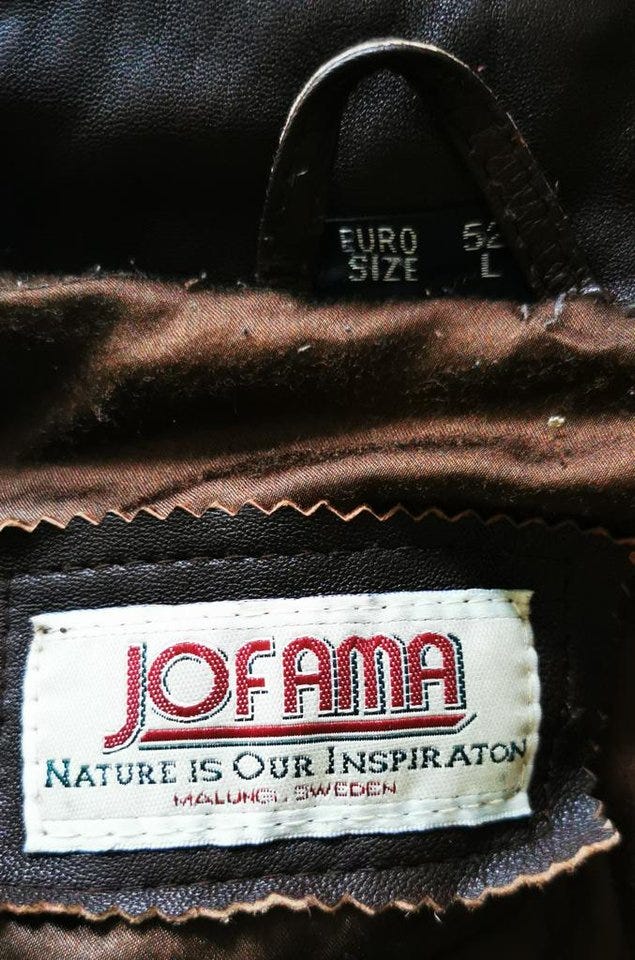 EURO 52
SIZE L
JOFAMA
NATURE IS OUR INSPIRATON
MALUNG, SWEDEN